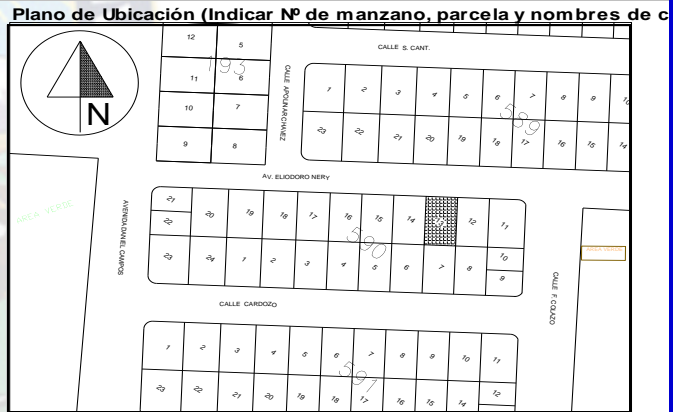 Plano de Ubicación (Indicar Nº de manzano, parcela y nombres de c
N
12 5
11 6
10 7
9 8
193
CALLE APOLINAR CHAVEZ
CALLE S. CANT.
1 2 3 4 5 6 7 8 9 10
23 22 21 20 19 18 17 16 15 14
589
AV. ELIODORO NERY
AREA VERDE
AVENIDA DANIEL CAMPOS
21 20 19 18 17 16 15 14 13 12 11
22
23 24 1 2 3 4 5 6 7 8 10
9
590
CALLE F. COLAZO
CALLE CARDOZO
1 2 3 4 5 6 7 8 9 10 11
23 22 21 20 19 18 17 16 15 14 12
591